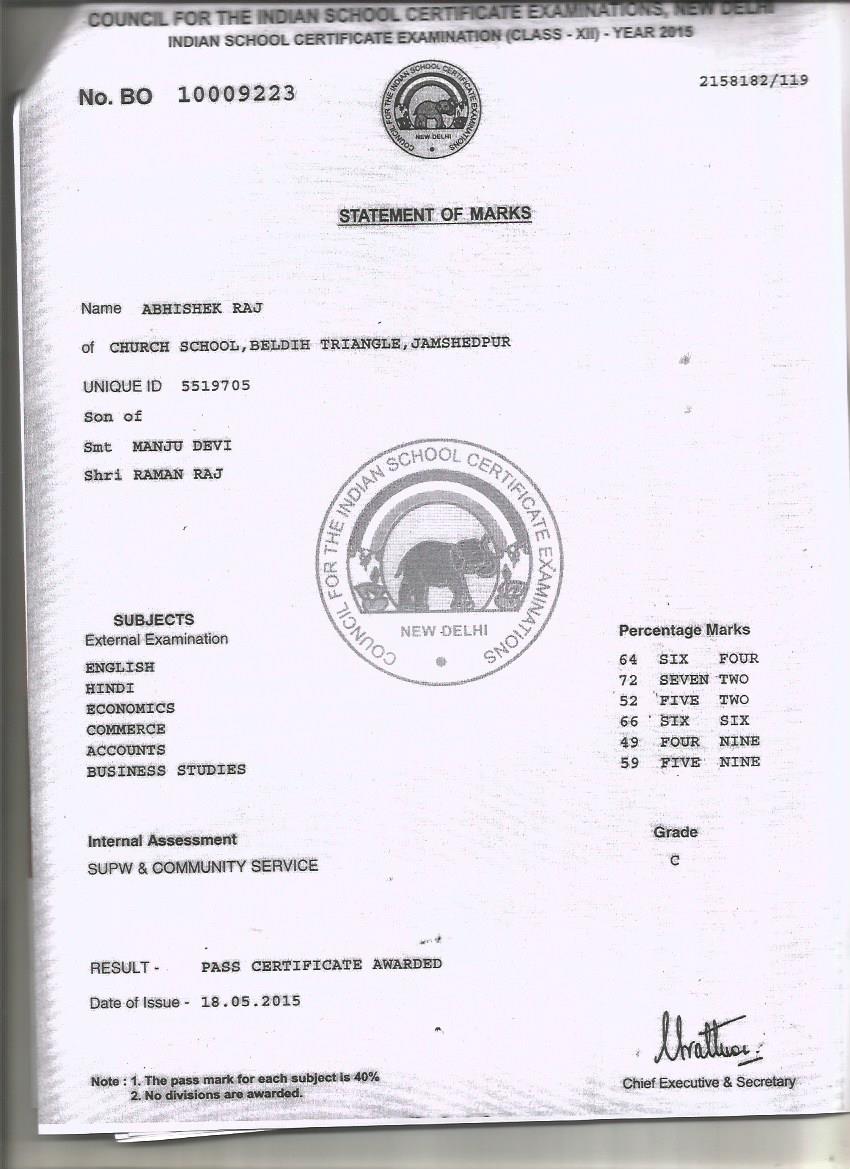 COUNCIL FOR THE INDIAN SCHOOL CERTIFICATE EXAMINATIONS, NEW DELHI
INDIAN SCHOOL CERTIFICATE EXAMINATION (CLASS - XII) - YEAR 2015
No. BO 10009223
2158182/119
COUNCIL FOR THE INDIAN SCHOOL CERTIFICATE EXAMINATIONS
NEW DELHI
STATEMENT OF MARKS
Name ABHISHEK RAJ
of CHURCH SCHOOL,BELDIH TRIANGLE,JAMSHEDPUR
UNIQUE ID 5519705
Son of
Smt MANJU DEVI
Shri RAMAN RAJ
COUNCIL FOR THE INDIAN SCHOOL CERTIFICATE EXAMINATIONS
NEW DELHI
SUBJECTS
External Examination Percentage Marks
ENGLISH 64 SIX FOUR
HINDI 72 SEVEN TWO
ECONOMICS 52 FIVE TWO
COMMERCE 66 SIX SIX
ACCOUNTS 49 FOUR NINE
BUSINESS STUDIES 59 FIVE NINE
Internal Assessment Grade
SUPW & COMMUNITY SERVICE C
RESULT - PASS CERTIFICATE AWARDED
Date of Issue - 18.05.2015
Chief Executive & Secretary
Note : 1. The pass mark for each subject is 40%
2. No divisions are awarded.